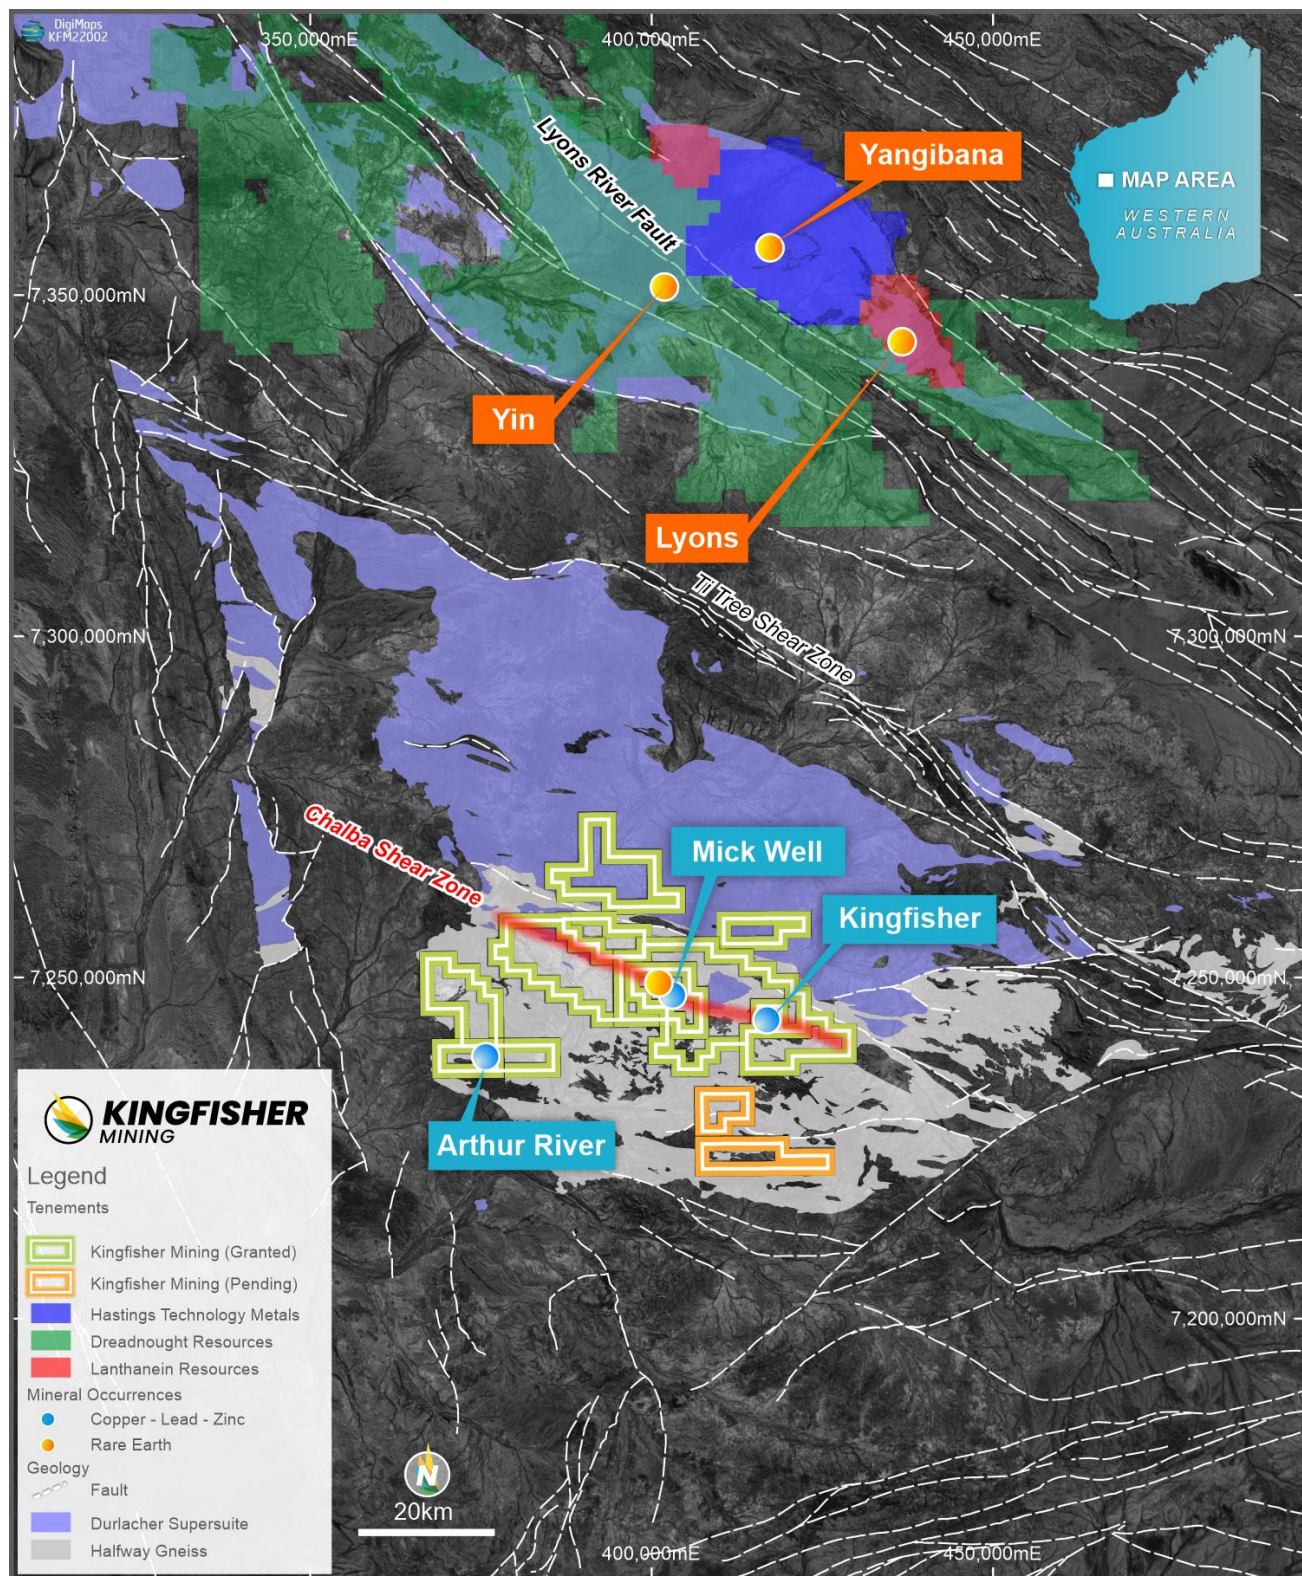 DigiMaps
KFM22002
350,000mE
400,000mE
450,000mE
Yangibana
MAP AREA
WESTERN
AUSTRALIA
Lyons River Fault
7,350,000mN
Yin
Lyons
Ti Tree Shear Zone
7,300,000mN
7,300,000mN
Chalba Shear Zone
Mick Well
Kingfisher
7,250,000mN
7,250,000mN
Arthur River
KINGFISHER
MINING
Legend
Tenements
Kingfisher Mining (Granted)
Kingfisher Mining (Pending)
Hastings Technology Metals
Dreadnought Resources
Lanthanein Resources
Mineral Occurrences
Copper - Lead - Zinc
Rare Earth
Geology
Fault
Durlacher Supersuite
Halfway Gneiss
7,200,000mN
N
20km
400,000mE
450,000mE